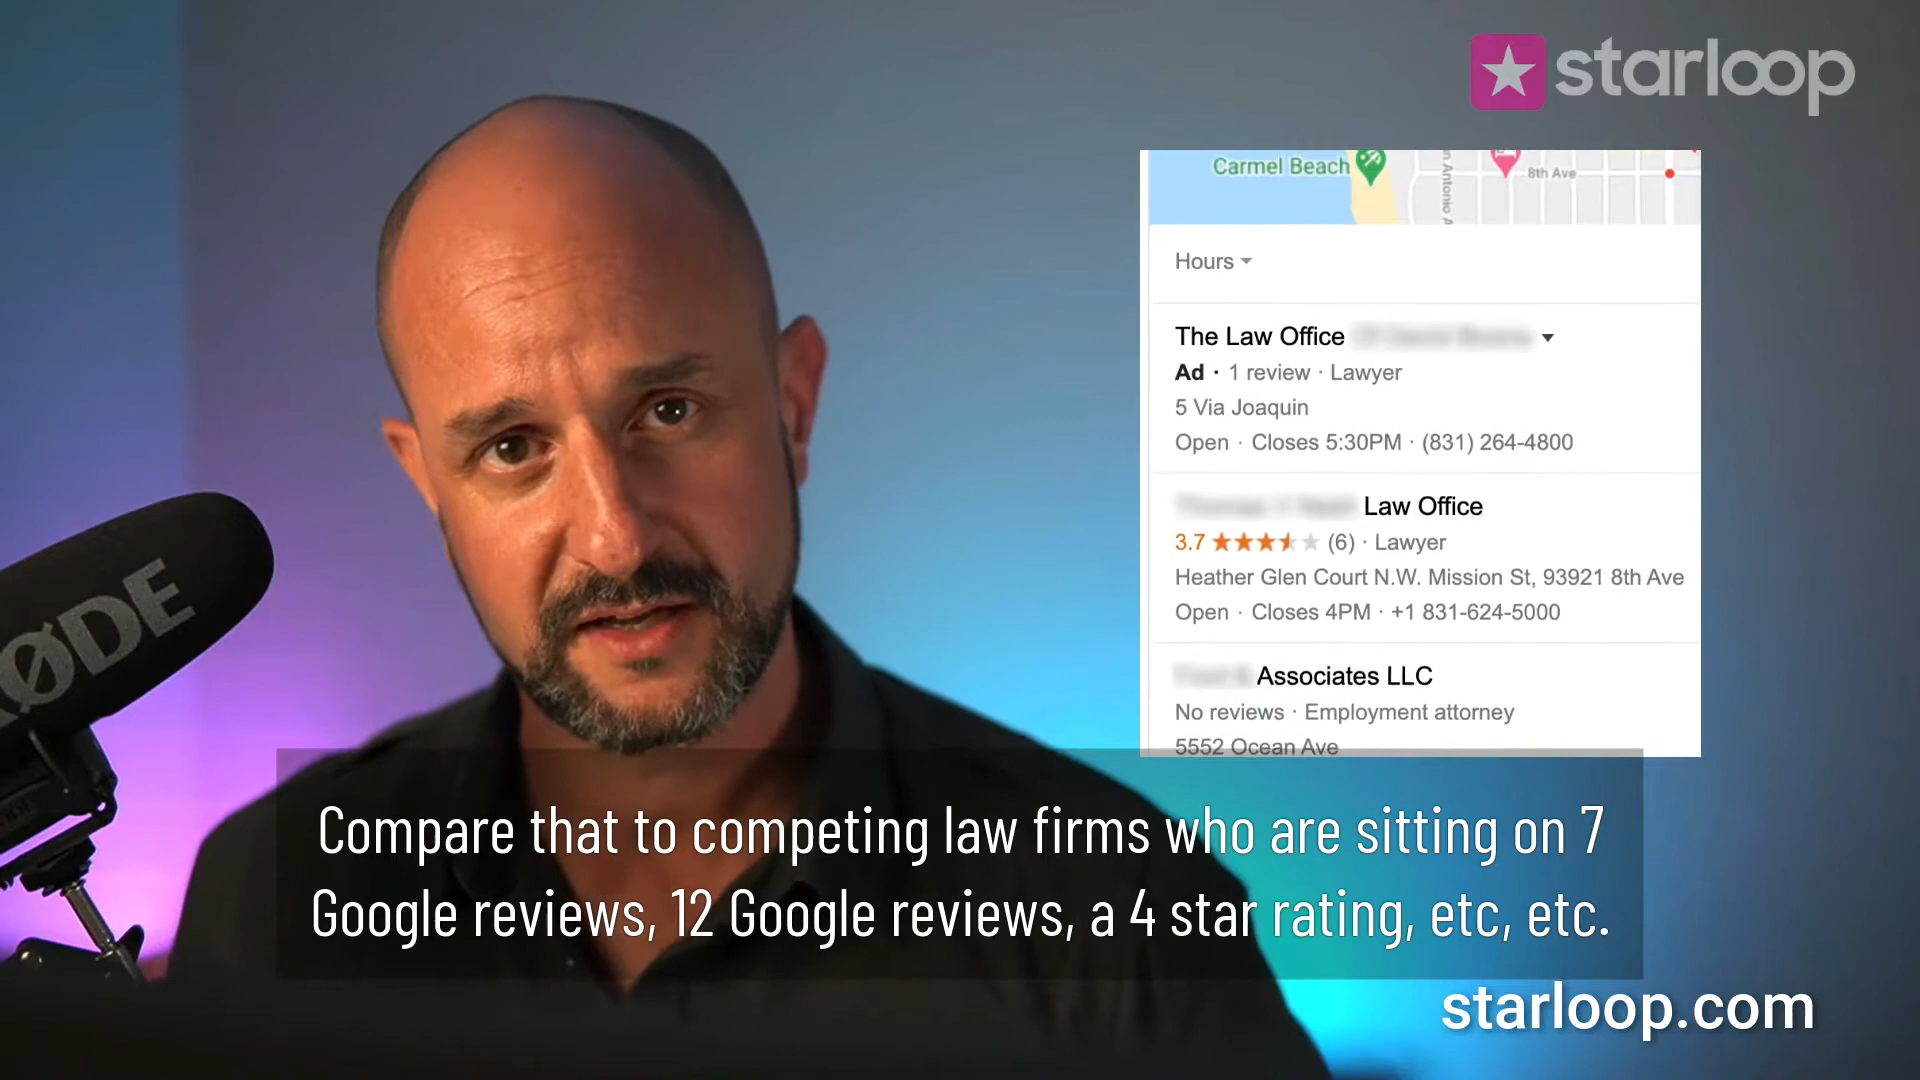 starloop
Carmel Beach
n Antonio A
8th Ave
Hours
The Law Office
Ad · 1 review · Lawyer
5 Via Joaquin
Open · Closes 5:30PM · (831) 264-4800
Law Office
3.7 (6) · Lawyer
Heather Glen Court N.W. Mission St, 93921 8th Ave
Open · Closes 4PM · +1 831-624-5000
Associates LLC
No reviews · Employment attorney
5552 Ocean Ave
RØDE
Compare that to competing law firms who are sitting on 7
Google reviews, 12 Google reviews, a 4 star rating, etc, etc.
starloop.com